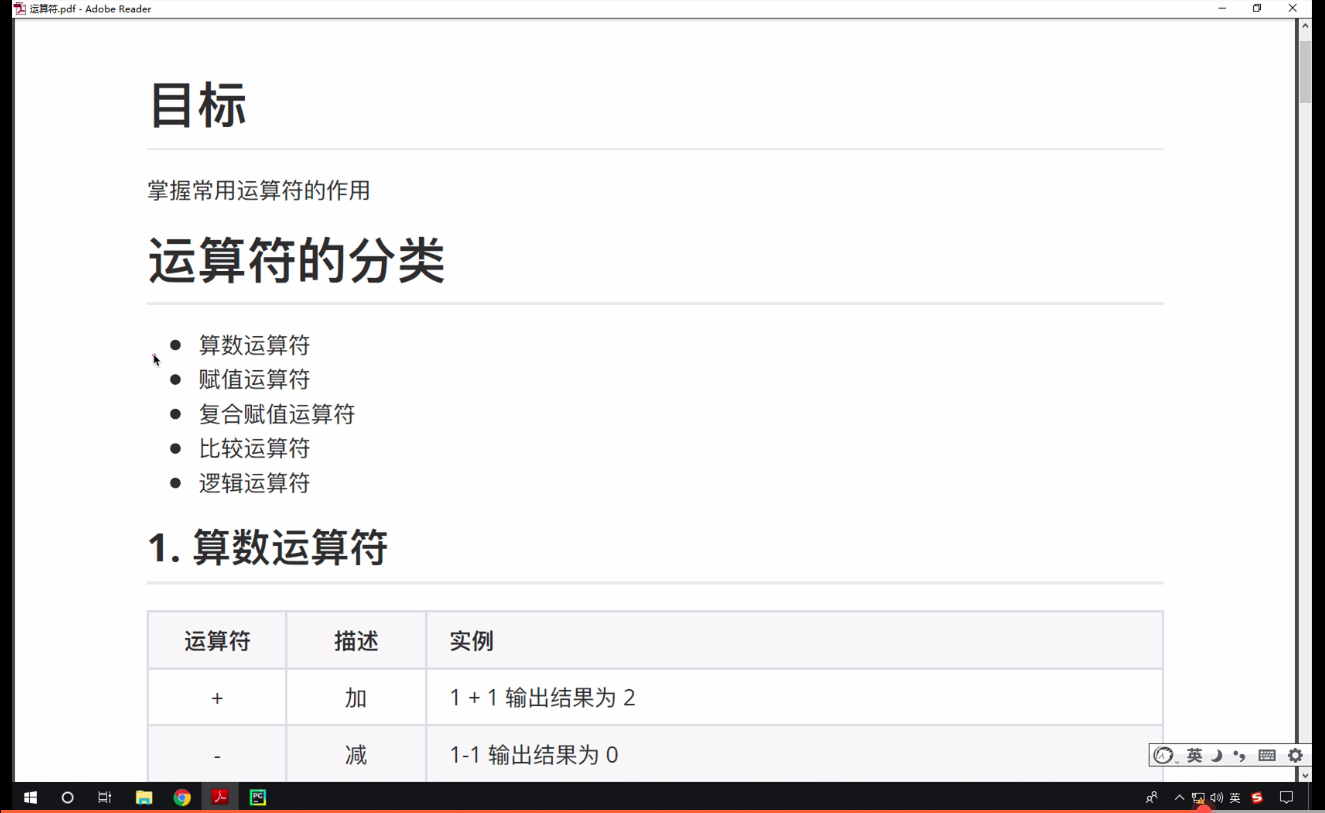 运算符.pdf - Adobe Reader
目标
掌握常用运算符的作用
运算符的分类
● 算数运算符
● 赋值运算符
● 复合赋值运算符
● 比较运算符
● 逻辑运算符
1. 算数运算符
运算符 描述 实例
+ 加 1 + 1 输出结果为 2
- 减 1-1 输出结果为 0
英
PC 英